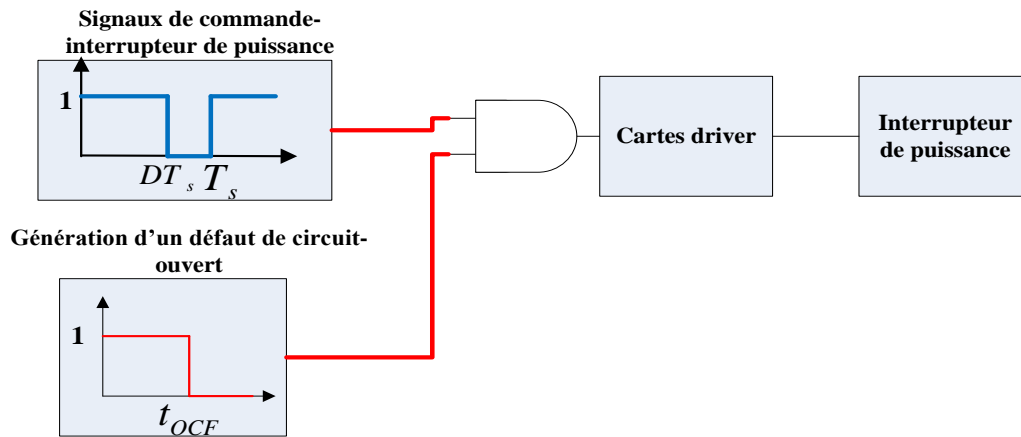 Signaux de commande-
interrupteur de puissance
1
DT s
T s
Génération d'un défaut de circuit-
ouvert
1
t OCF
Cartes driver
Interrupteur
de puissance